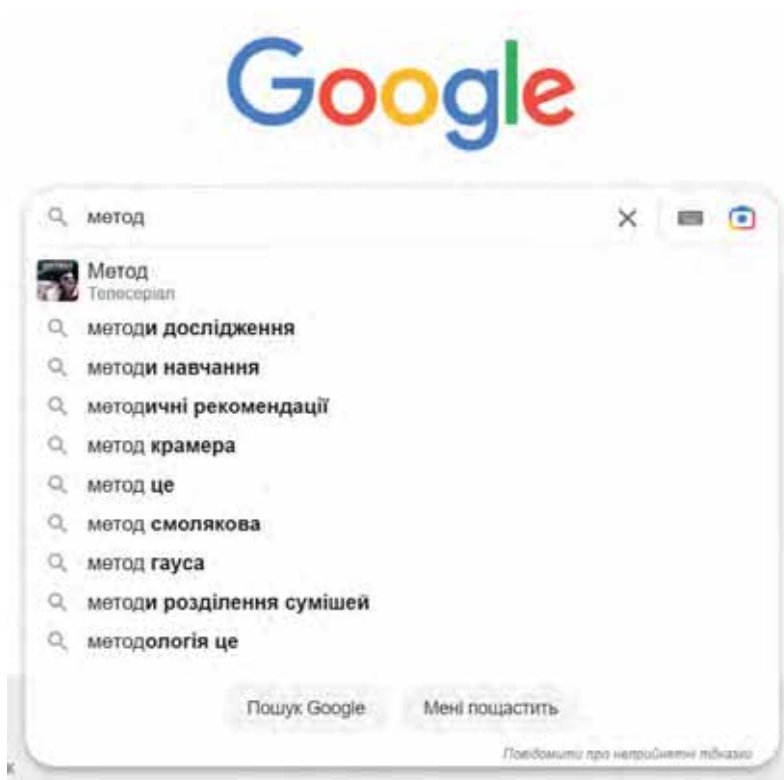 Google
метод
Метод
Телесеріал
методи дослідження
методи навчання
методичні рекомендації
метод крамера
метод це
метод смолякова
метод гауса
методи розділення сумішей
методологія це
Пошук Google
Мені пощастить
Повідомити про неприйнятні підказки